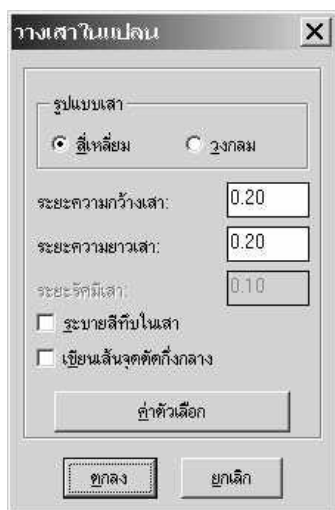 วางเสาในแปลน
รูปแบบเสา
สี่เหลี่ยม วงกลม
ระยะความกว้างเสา: 0.20
ระยะความยาวเสา: 0.20
ระยะรัศมีเสา: 0.10
ระบายสีทึบในเสา
เขียนเส้นจุดตัดกึ่งกลาง
ค่าตัวเลือก
ตกลง ยกเลิก